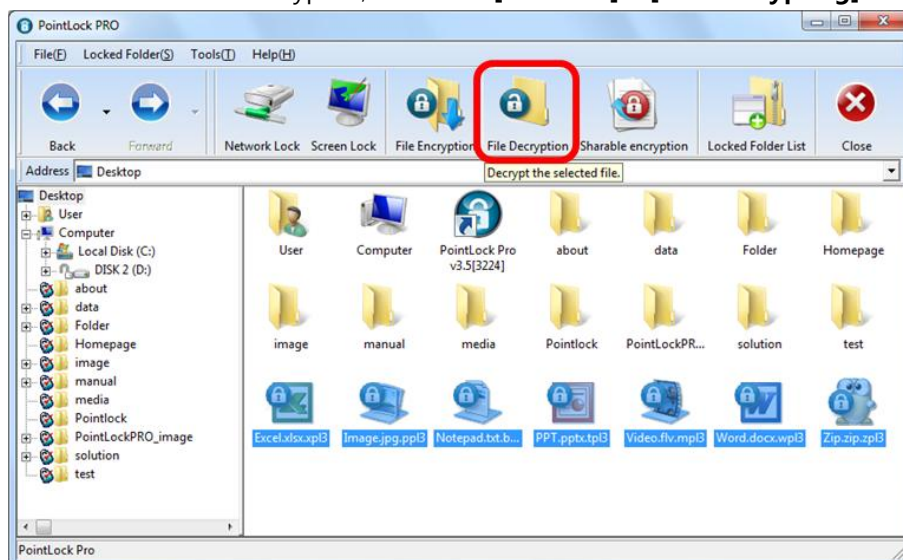 PointLock PRO
File(F) Locked Folder(S) Tools(T) Help(H)
Back Forward Network Lock Screen Lock File Encryption File Decryption Sharable encryption Locked Folder List Close
Address Desktop
Decrypt the selected file.
Desktop
User
Computer
Local Disk (C:)
DISK 2 (D:)
about
data
Folder
Homepage
image
manual
media
Pointlock
PointLockPRO_image
solution
test
User Computer PointLock Pro about data Folder Homepage
v3.5[3224]
image manual media Pointlock PointLockPR... solution test
Excel.xlsx.xpl3 Image.jpg.ppl3 Notepad.txt.b... PPT.pptx.tpl3 Video.flv.mpl3 Word.docx.wpl3 Zip.zip.zpl3
PointLock Pro